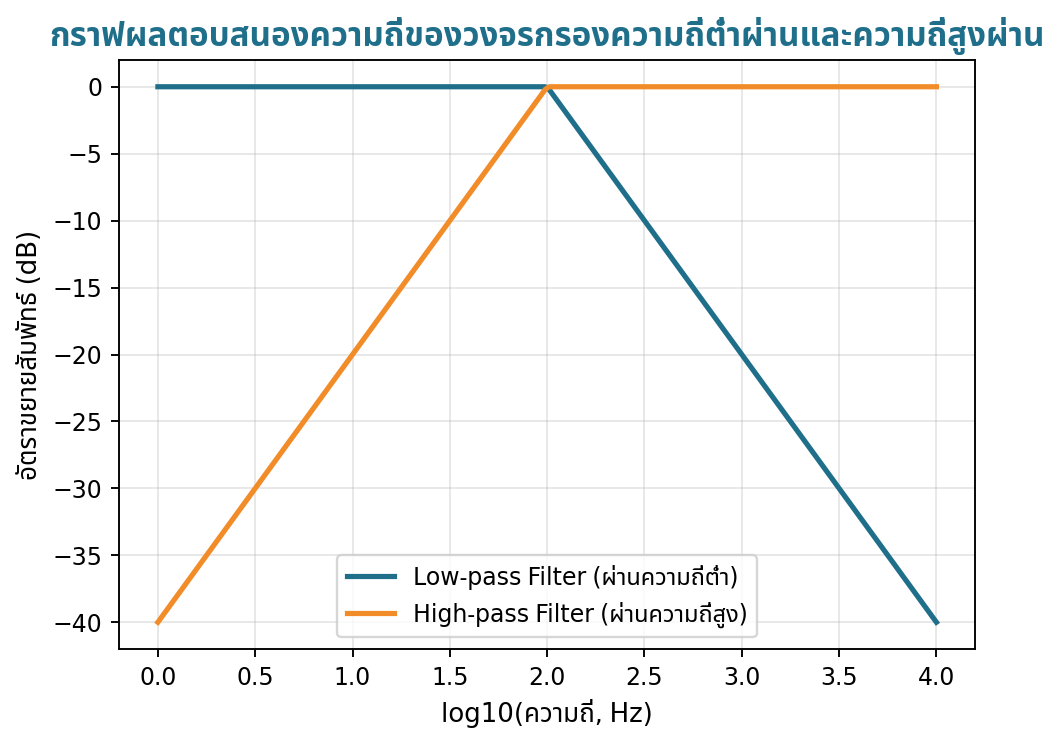 กราฟผลตอบสนองความถี่ของวงจรกรองความถี่ต่ำผ่านและความถี่สูงผ่าน
อัตราขยายสัมพัทธ์ (dB)
0
−5
−10
−15
−20
−25
−30
−35
−40
Low-pass Filter (ผ่านความถี่ต่ำ)
High-pass Filter (ผ่านความถี่สูง)
0.0 0.5 1.0 1.5 2.0 2.5 3.0 3.5 4.0
log10(ความถี่, Hz)